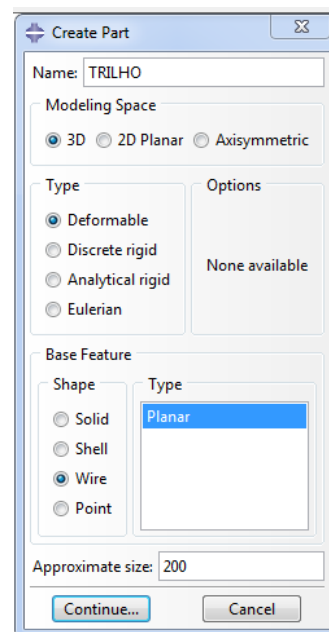 Create Part
Name: TRILHO
Modeling Space
3D 2D Planar Axisymmetric
Type
Deformable
Discrete rigid
Analytical rigid
Eulerian
Options
None available
Base Feature
Shape
Solid
Shell
Wire
Point
Type
Planar
Approximate size: 200
Continue... Cancel